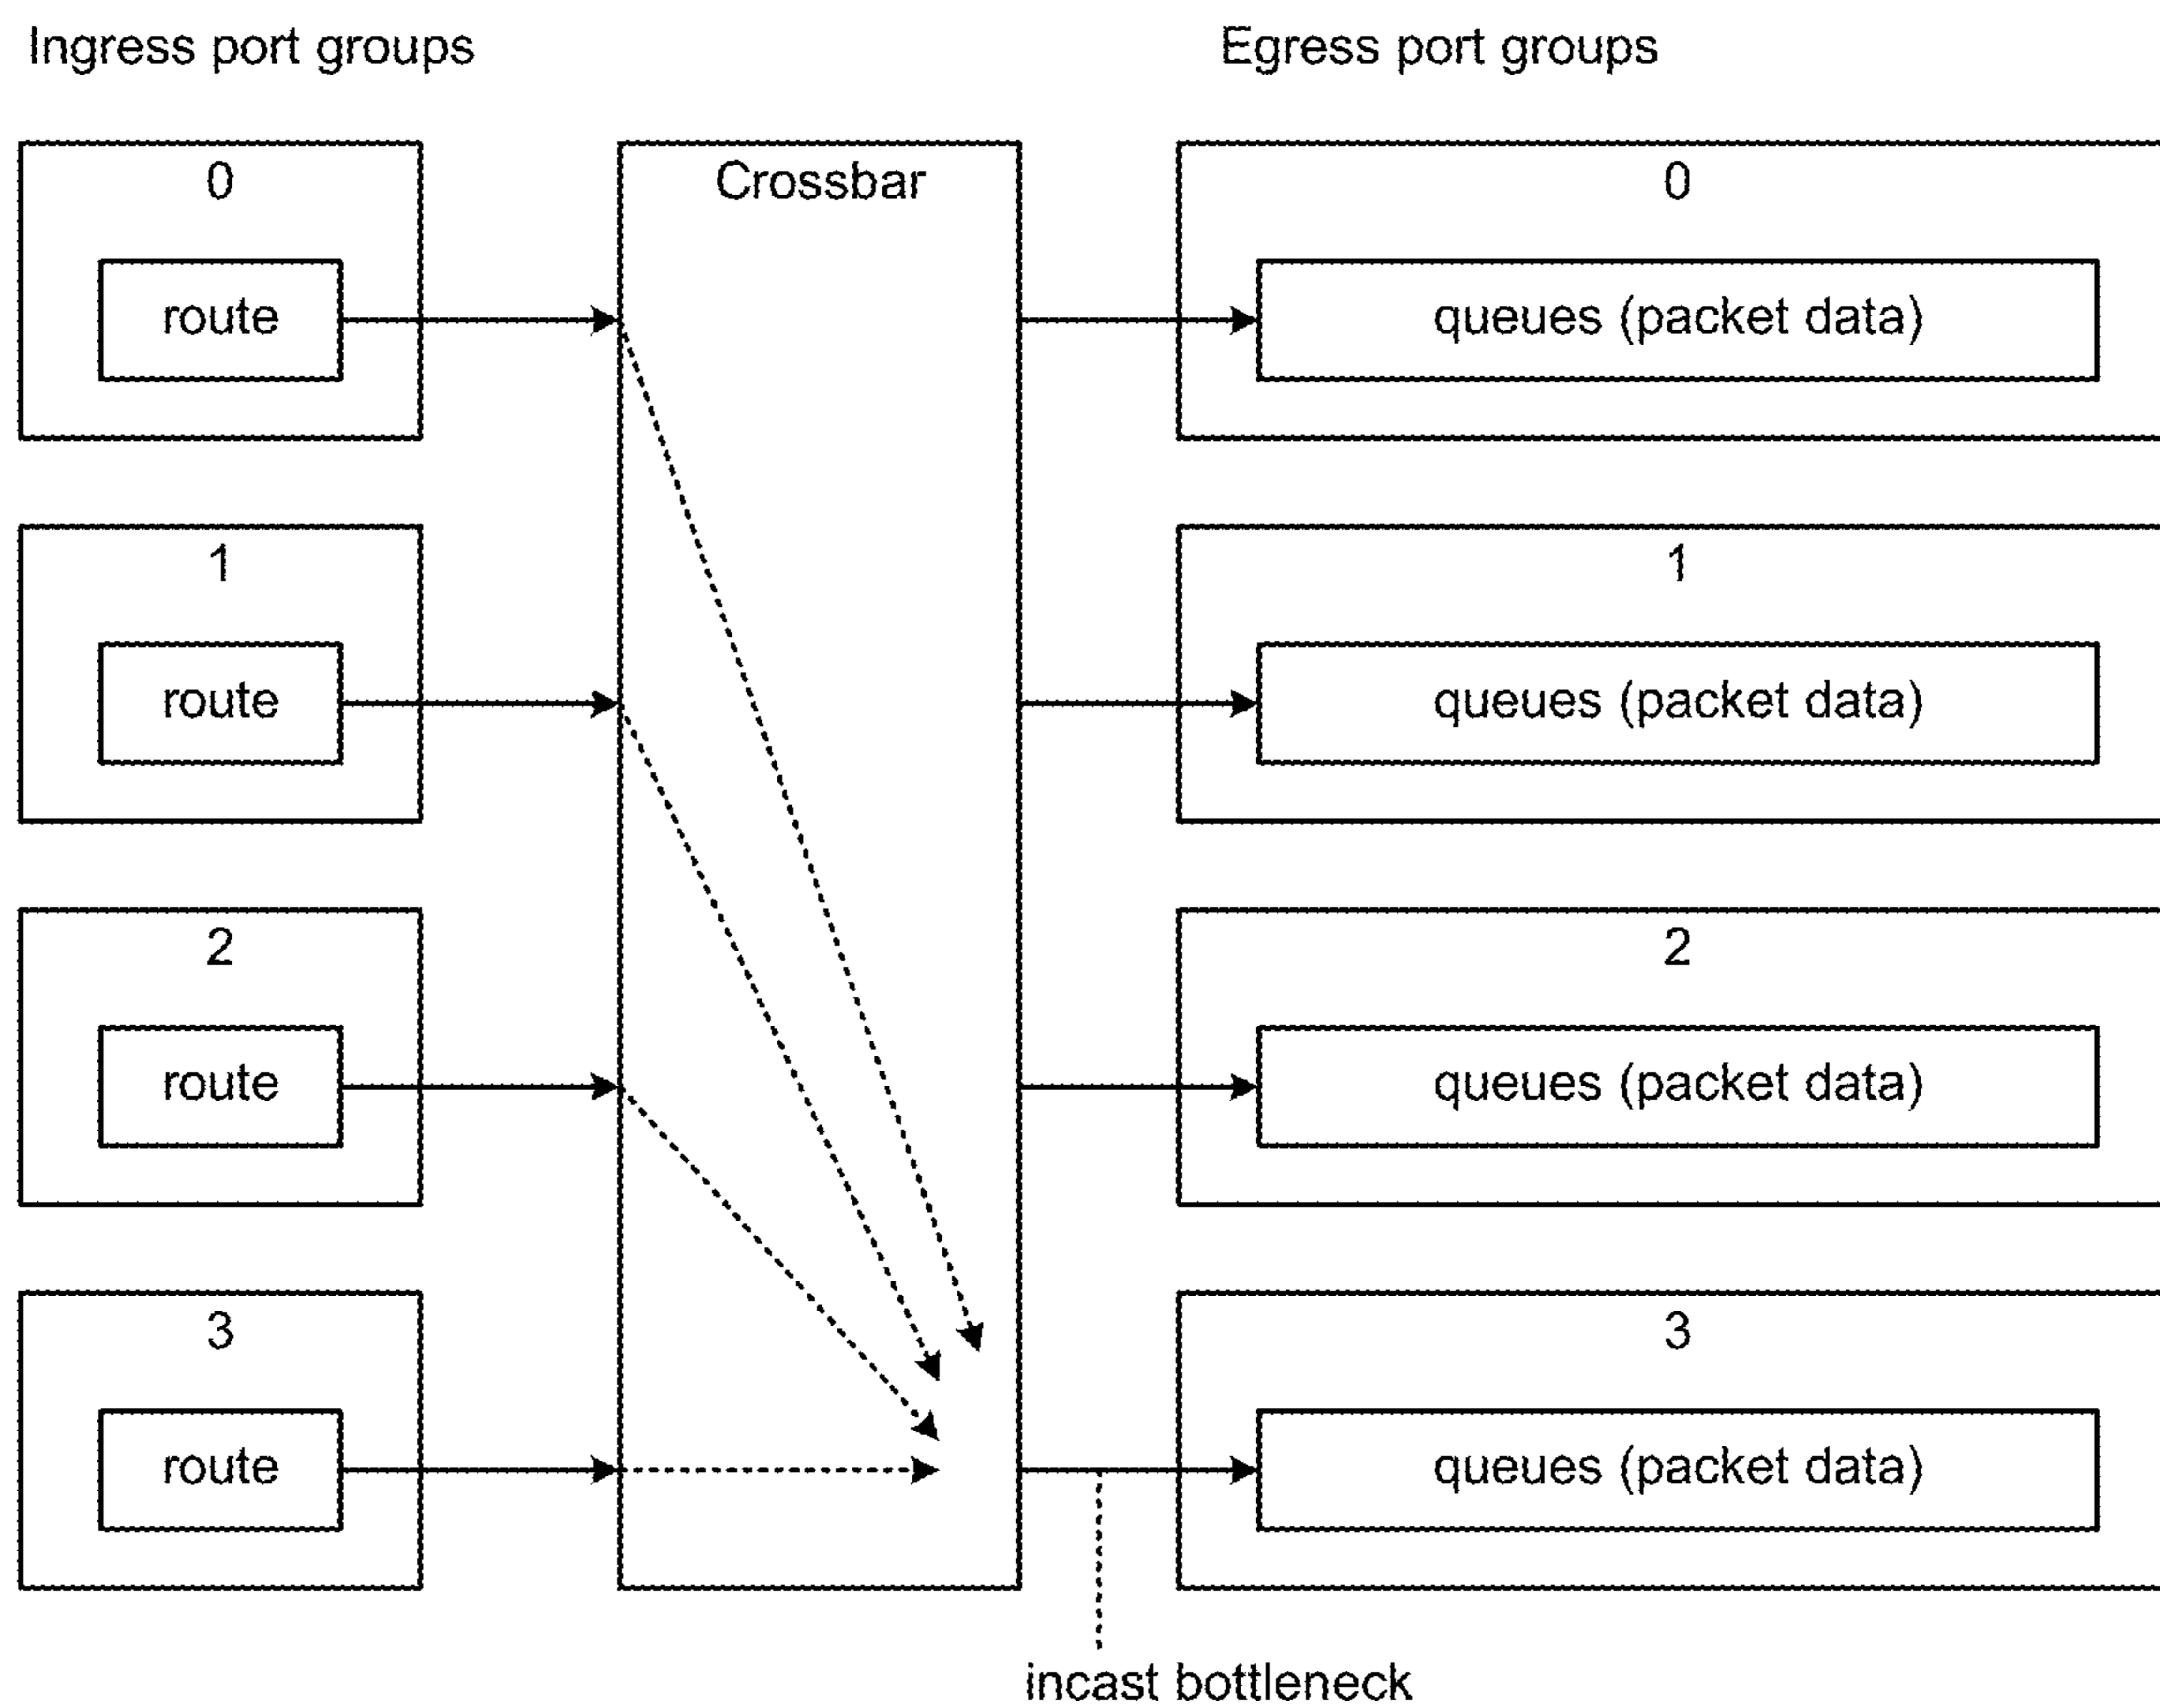 Ingress port groups
Egress port groups
0
Crossbar
0
route
queues (packet data)
1
1
route
queues (packet data)
2
2
route
queues (packet data)
3
3
route
queues (packet data)
incast bottleneck